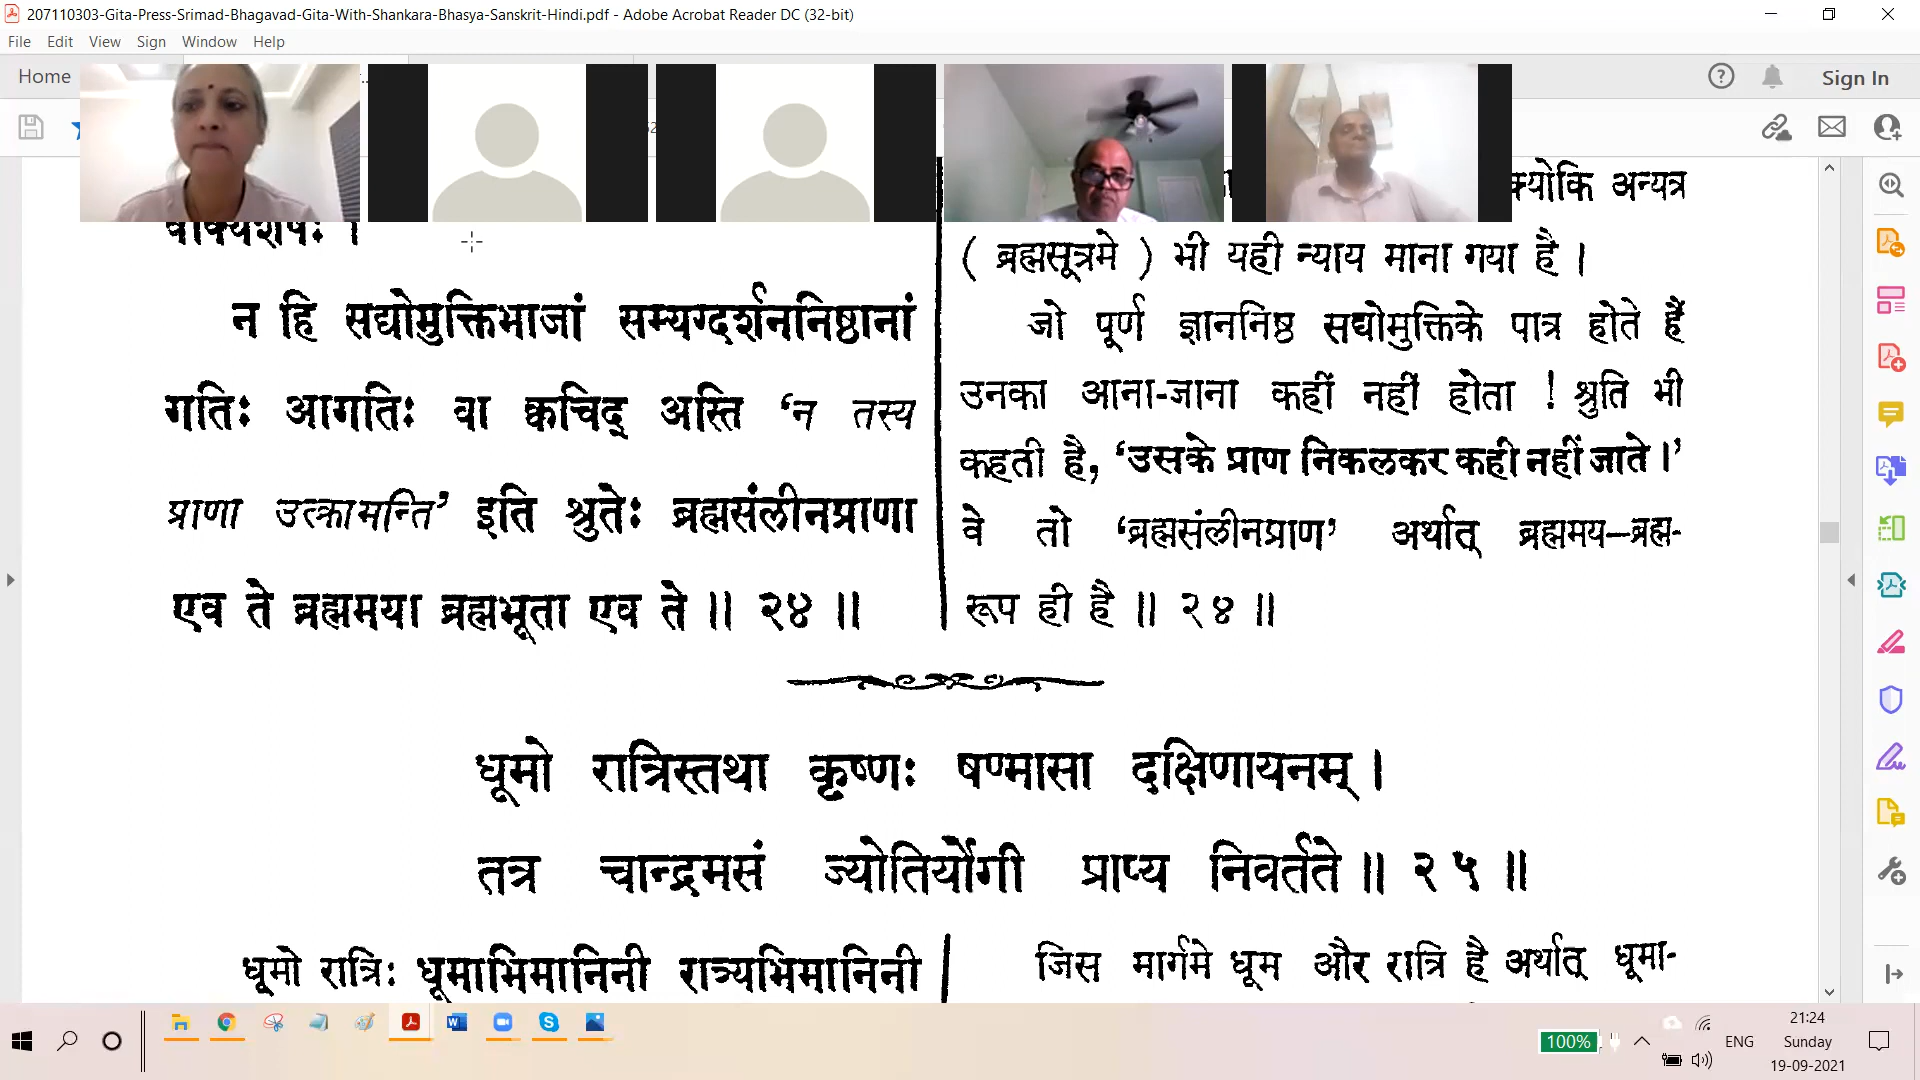 207110303-Gita-Press-Srimad-Bhagavad-Gita-With-Shankara-Bhasya-Sanskrit-Hindi.pdf - Adobe Acrobat Reader DC (32-bit)
File Edit View Sign Window Help
Home
Sign In
वाक्यशेषः ।
न हि सद्योमुक्तिभाजां सम्यग्दर्शननिष्ठानां
गतिः आगतिः वा क्वचिद् अस्ति ‘न तस्य
प्राणा उत्क्रामन्ति’ इति श्रुतेः ब्रह्मसंलीनप्राणा
एव ते ब्रह्ममया ब्रह्मभूता एव ते ॥ २४ ॥
क्योकि अन्यत्र
( ब्रह्मसूत्रमे ) भी यही न्याय माना गया है ।
जो पूर्ण ज्ञाननिष्ठ सद्योमुक्तिके पात्र होते हैं
उनका आना-जाना कहीं नहीं होता ! श्रुति भी
कहती है, ‘उसके प्राण निकलकर कही नहीं जाते ।’
वे तो ‘ब्रह्मसंलीनप्राण’ अर्थात् ब्रह्ममय—ब्रह्म-
रूप ही है ॥ २४ ॥
धूमो रात्रिस्तथा कृष्णः षण्मासा दक्षिणायनम् ।
तत्र चान्द्रमसं ज्योतिर्योगी प्राप्य निवर्तते ॥ २५ ॥
धूमो रात्रिः धूमाभिमानिनी रात्र्यभिमानिनी
जिस मार्गमे धूम और रात्रि है अर्थात् धूमा-
100%
ENG
21:24
Sunday
19-09-2021